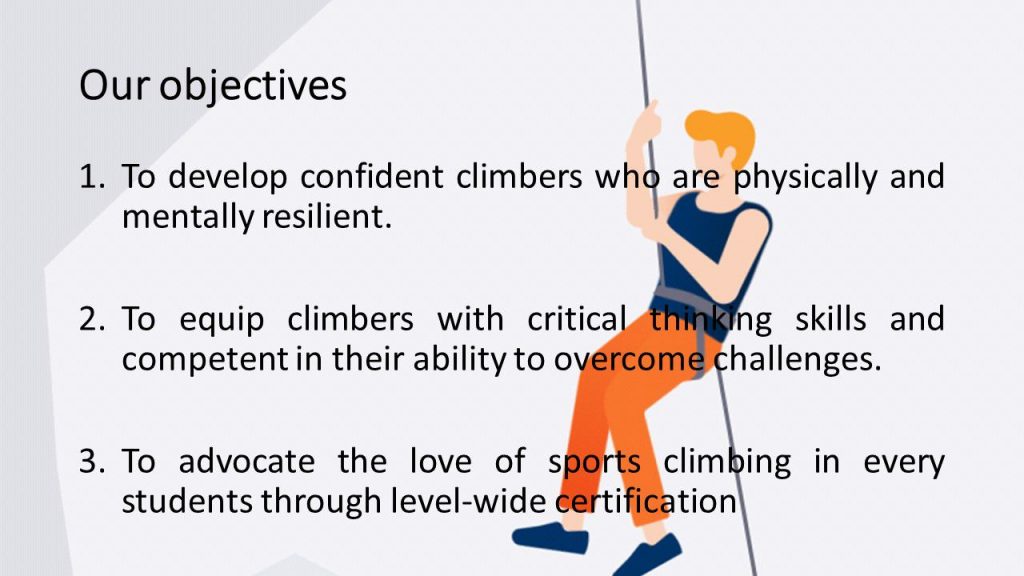 Our objectives
1. To develop confident climbers who are physically and
mentally resilient.
2. To equip climbers with critical thinking skills and
competent in their ability to overcome challenges.
3. To advocate the love of sports climbing in every
students through level-wide certification